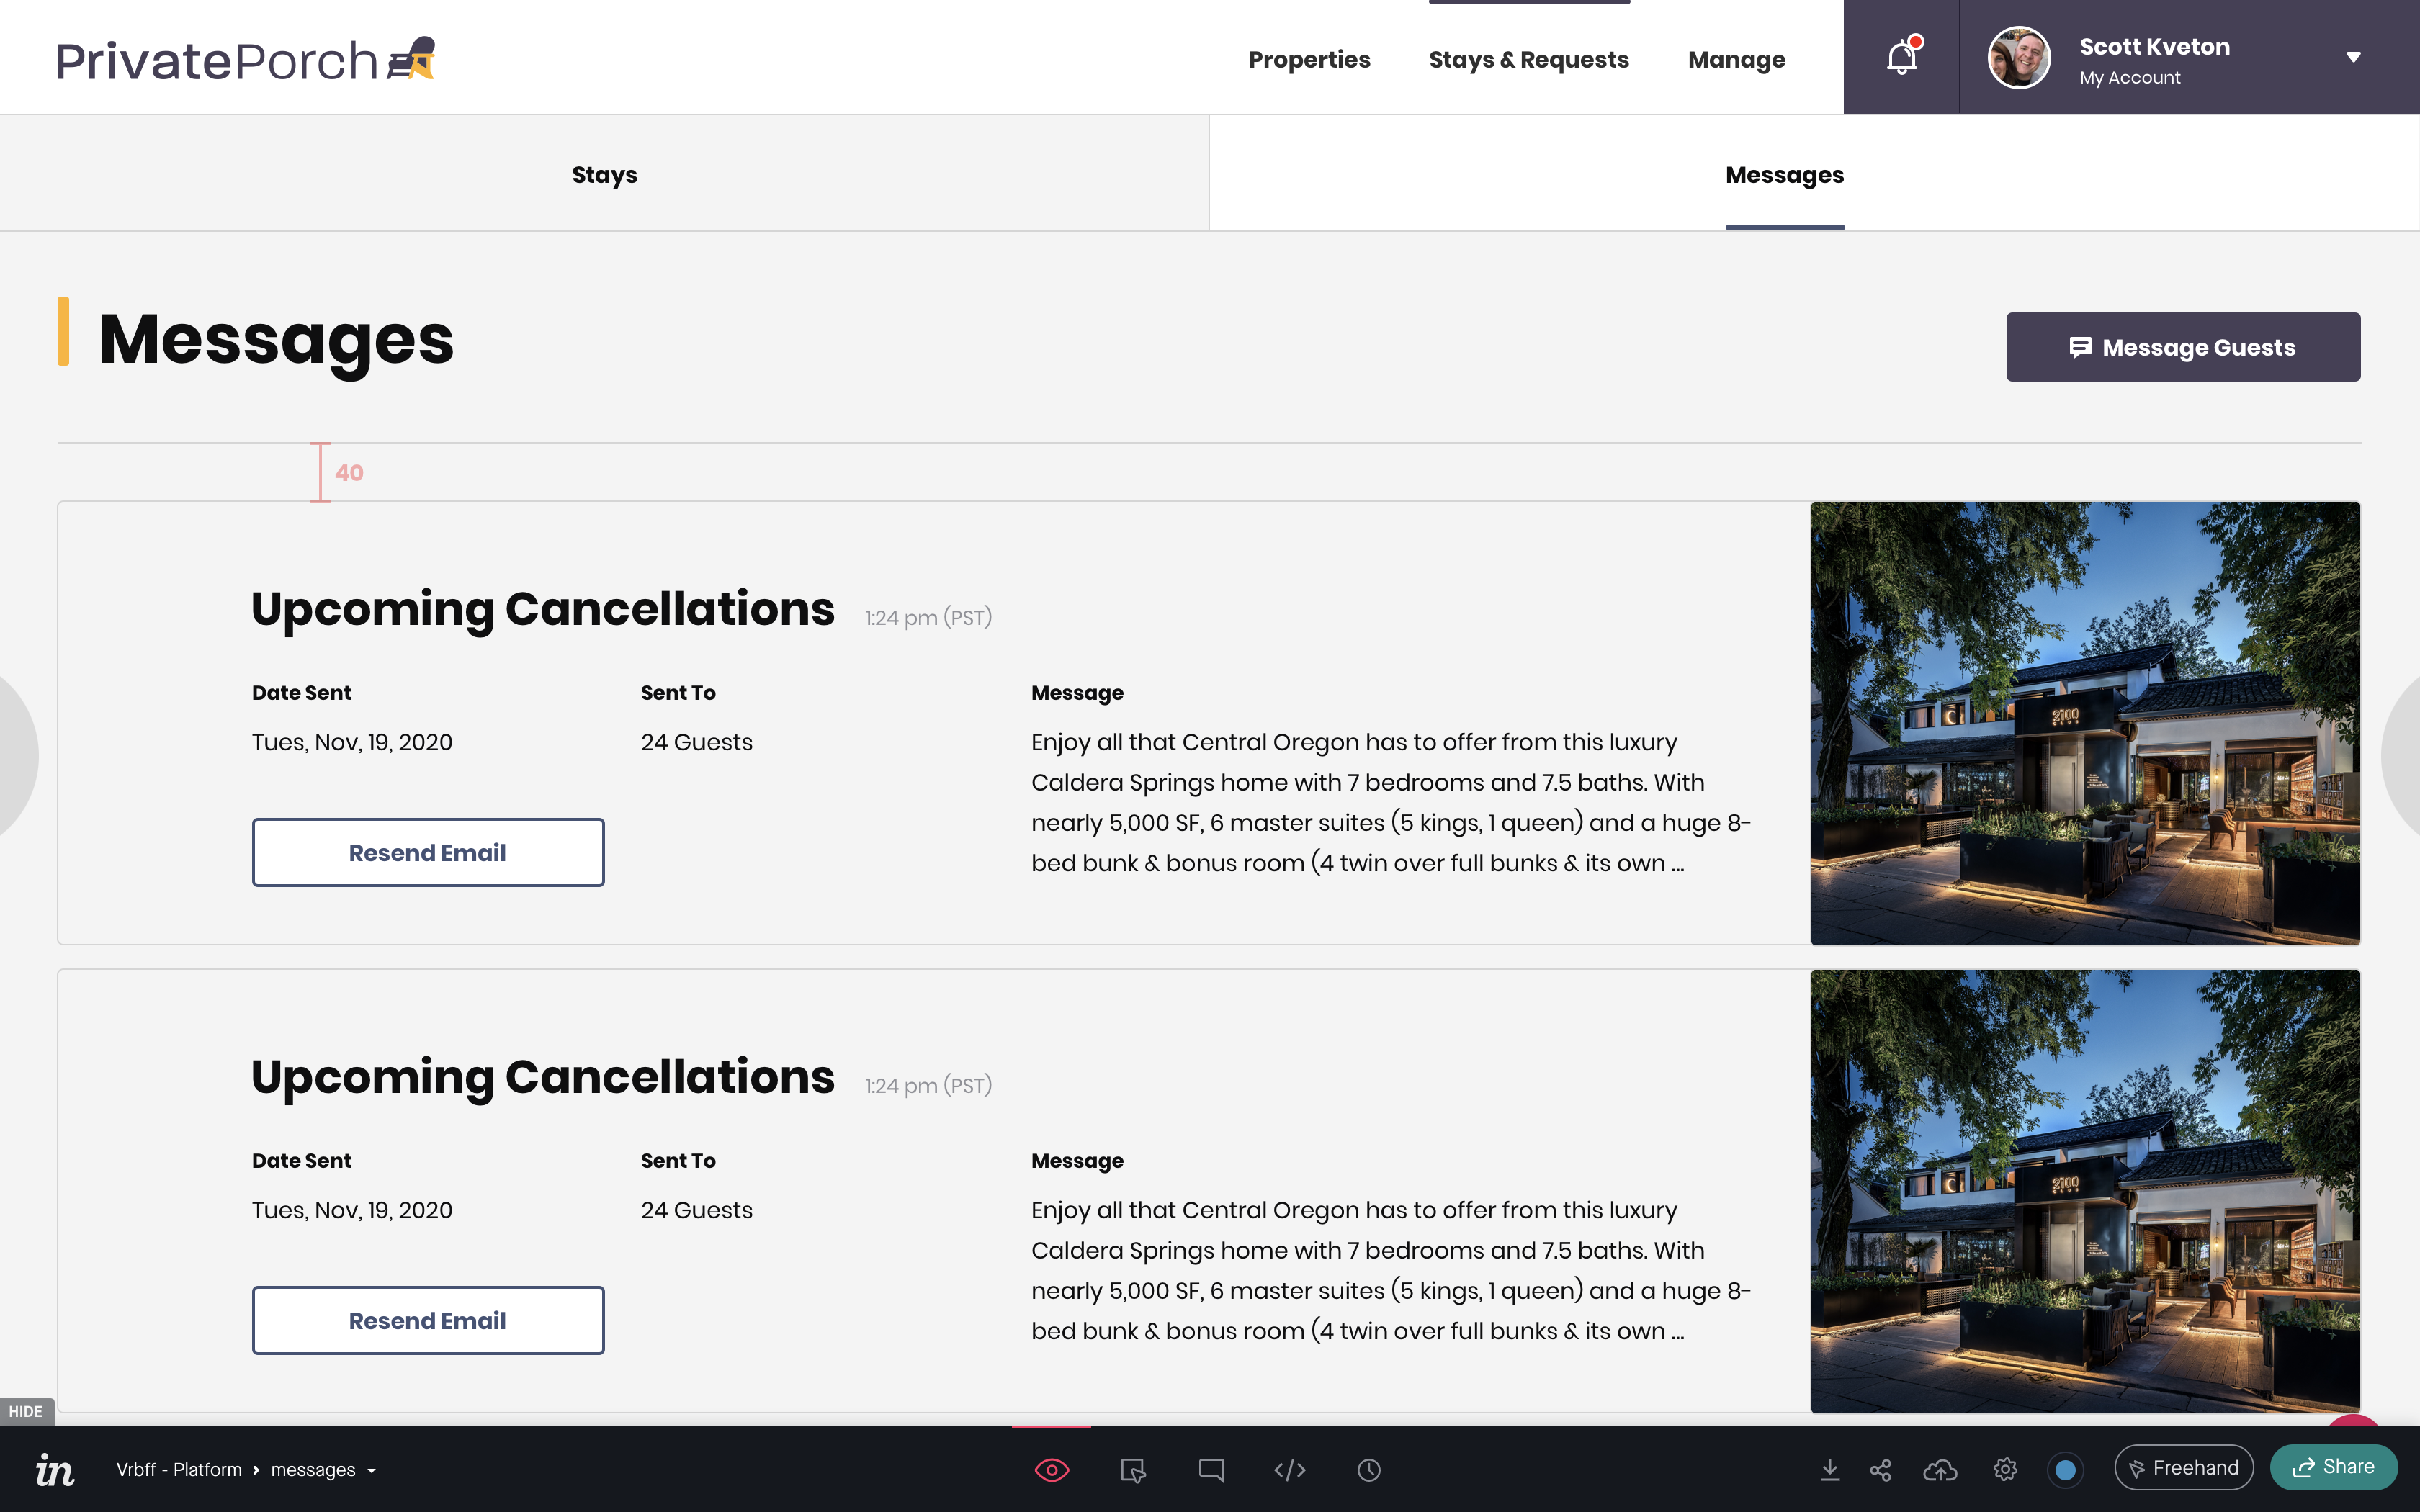 PrivatePorch
Properties
Stays & Requests
Manage
Scott Kveton
My Account
Stays
Messages
Messages
Message Guests
40
Upcoming Cancellations
1:24 pm (PST)
Date Sent
Sent To
Message
Tues, Nov, 19, 2020
24 Guests
Enjoy all that Central Oregon has to offer from this luxury
Caldera Springs home with 7 bedrooms and 7.5 baths. With
nearly 5,000 SF, 6 master suites (5 kings, 1 queen) and a huge 8-
bed bunk & bonus room (4 twin over full bunks & its own ...
Resend Email
2100
Upcoming Cancellations
1:24 pm (PST)
Date Sent
Sent To
Message
Tues, Nov, 19, 2020
24 Guests
Enjoy all that Central Oregon has to offer from this luxury
Caldera Springs home with 7 bedrooms and 7.5 baths. With
nearly 5,000 SF, 6 master suites (5 kings, 1 queen) and a huge 8-
bed bunk & bonus room (4 twin over full bunks & its own ...
Resend Email
2100
HIDE
in
Vrbff - Platform
messages
Freehand
Share